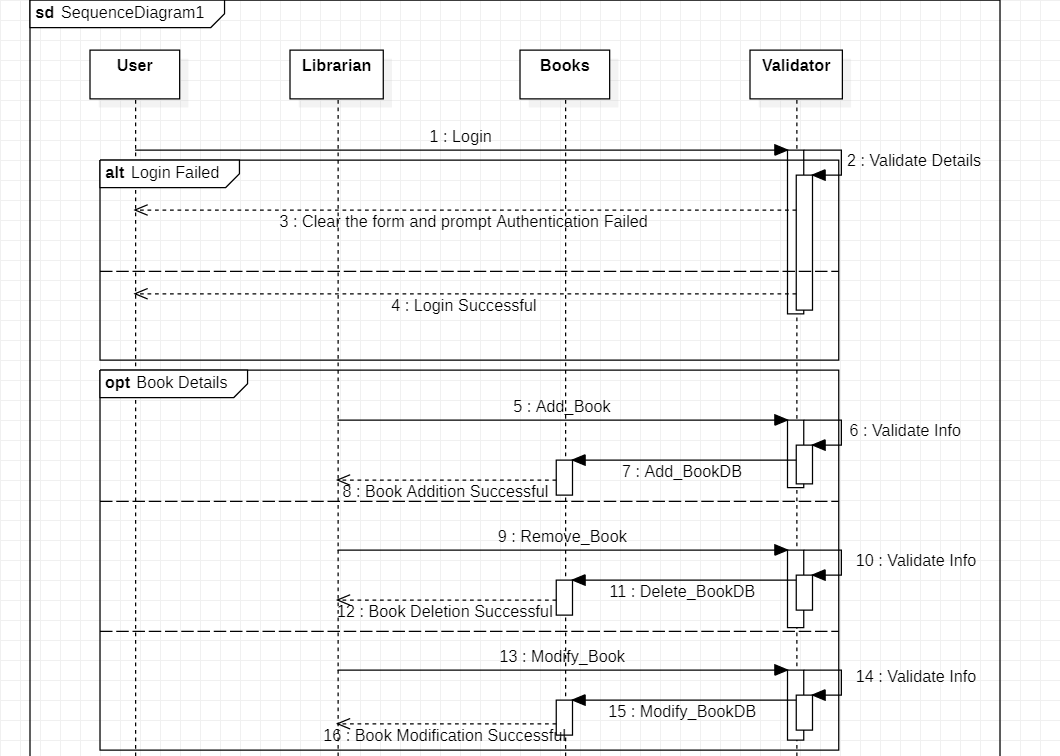 sd SequenceDiagram1
User
Librarian
Books
Validator
1 : Login
2 : Validate Details
alt Login Failed
3 : Clear the form and prompt Authentication Failed
4 : Login Successful
opt Book Details
5 : Add_Book
6 : Validate Info
7 : Add_BookDB
8 : Book Addition Successful
9 : Remove_Book
10 : Validate Info
11 : Delete_BookDB
12 : Book Deletion Successful
13 : Modify_Book
14 : Validate Info
15 : Modify_BookDB
16 : Book Modification Successful